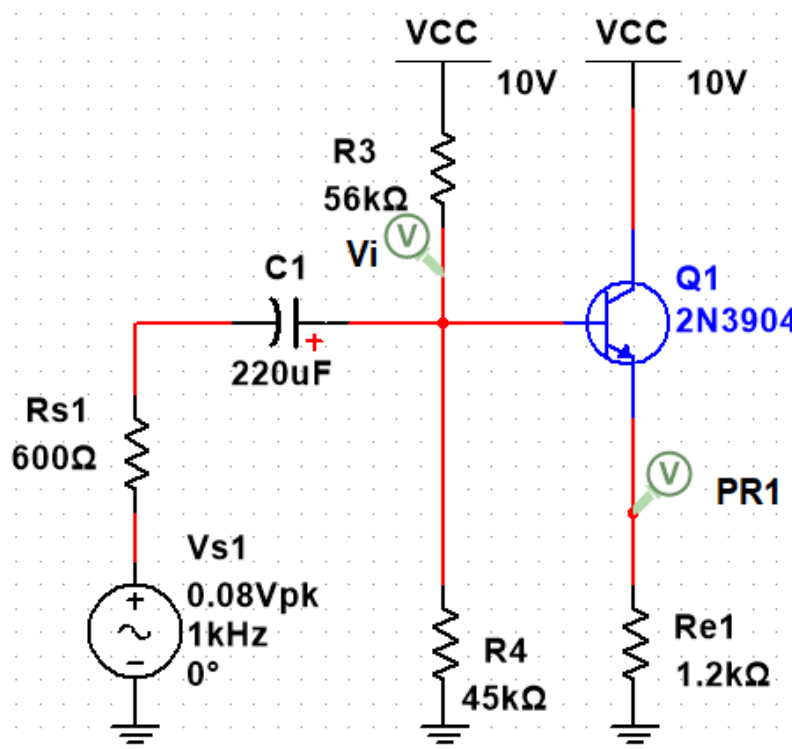 VCC
VCC
10V
10V
R3
56kΩ
V
Vi
C1
Q1
2N3904
+
220uF
Rs1
600Ω
V
PR1
Vs1
0.08Vpk
1kHz
0°
R4
45kΩ
Re1
1.2kΩ